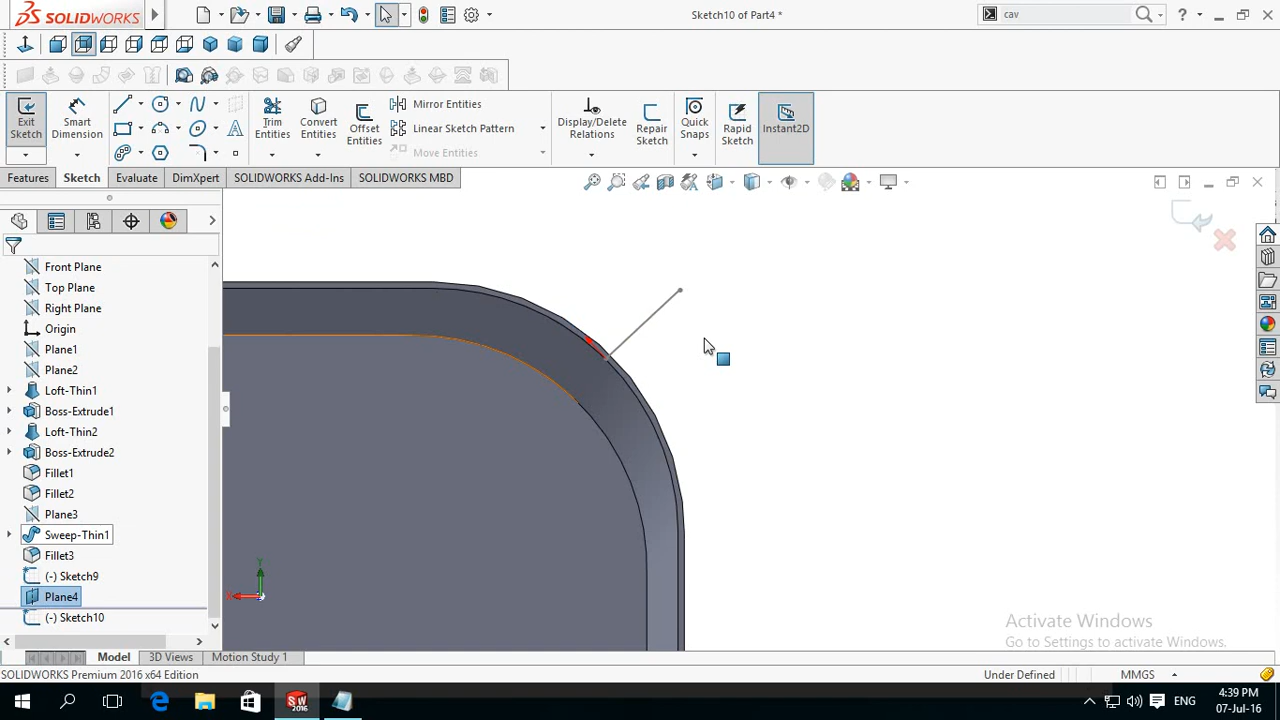 SOLIDWORKS
Sketch10 of Part4 *
cav
Exit Sketch
Smart Dimension
Trim Entities
Convert Entities
Offset Entities
Mirror Entities
Linear Sketch Pattern
Move Entities
Display/Delete Relations
Repair Sketch
Quick Snaps
Rapid Sketch
Instant2D
Features
Sketch
Evaluate
DimXpert
SOLIDWORKS Add-Ins
SOLIDWORKS MBD
Front Plane
Top Plane
Right Plane
Origin
Plane1
Plane2
Loft-Thin1
Boss-Extrude1
Loft-Thin2
Boss-Extrude2
Fillet1
Fillet2
Plane3
Sweep-Thin1
Fillet3
(-) Sketch9
Plane4
(-) Sketch10
Y
X
Activate Windows
Go to Settings to activate Windows.
Model
3D Views
Motion Study 1
SOLIDWORKS Premium 2016 x64 Edition
Under Defined
MMGS
SW
2016
ENG
4:39 PM
07-Jul-16